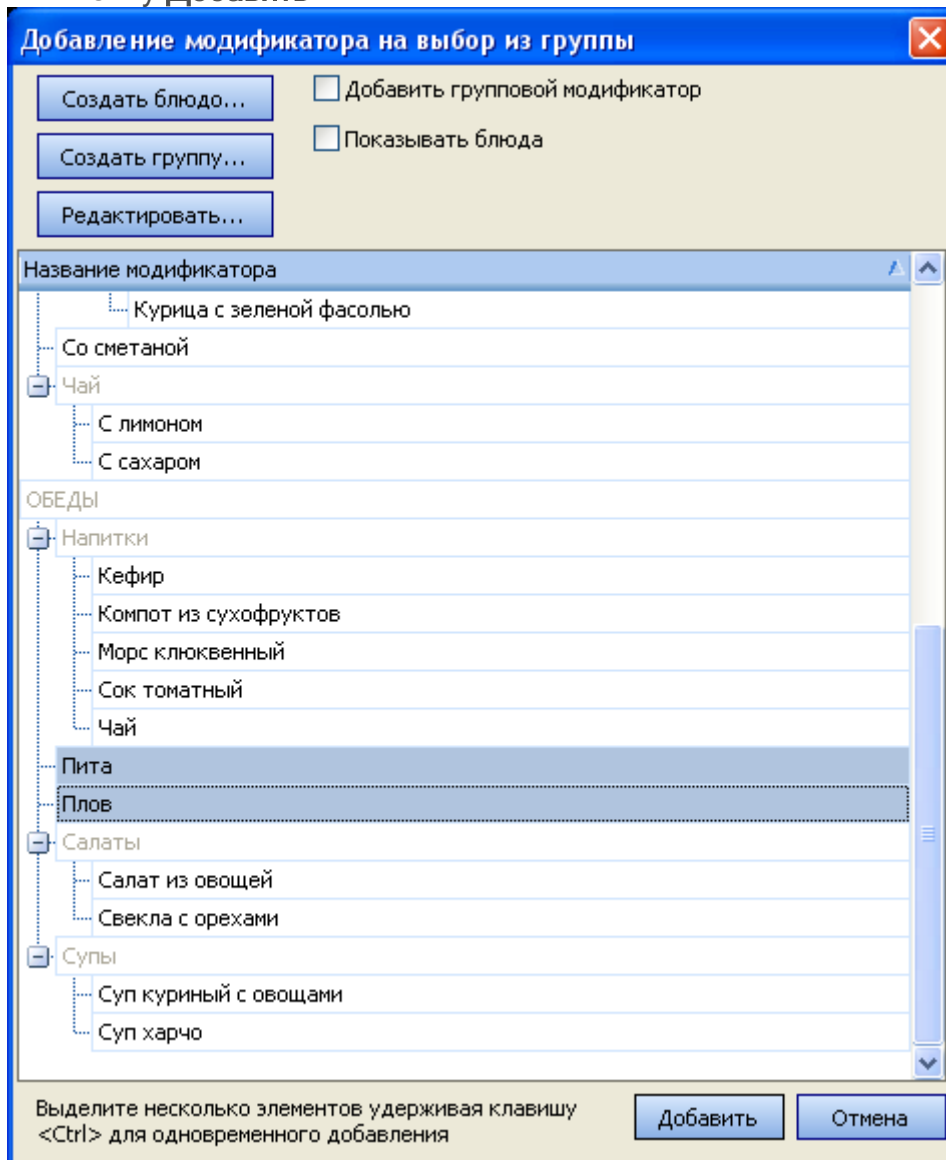 Добавить
Добавление модификатора на выбор из группы
Создать блюдо...
Добавить групповой модификатор
Показывать блюда
Создать группу...
Редактировать...
Название модификатора
Курица с зеленой фасолью
Со сметаной
Чай
С лимоном
С сахаром
ОБЕДЫ
Напитки
Кефир
Компот из сухофруктов
Морс клюквенный
Сок томатный
Чай
Пита
Плов
Салаты
Салат из овощей
Свекла с орехами
Супы
Суп куриный с овощами
Суп харчо
Выделите несколько элементов удерживая клавишу
<Ctrl> для одновременного добавления
Добавить
Отмена